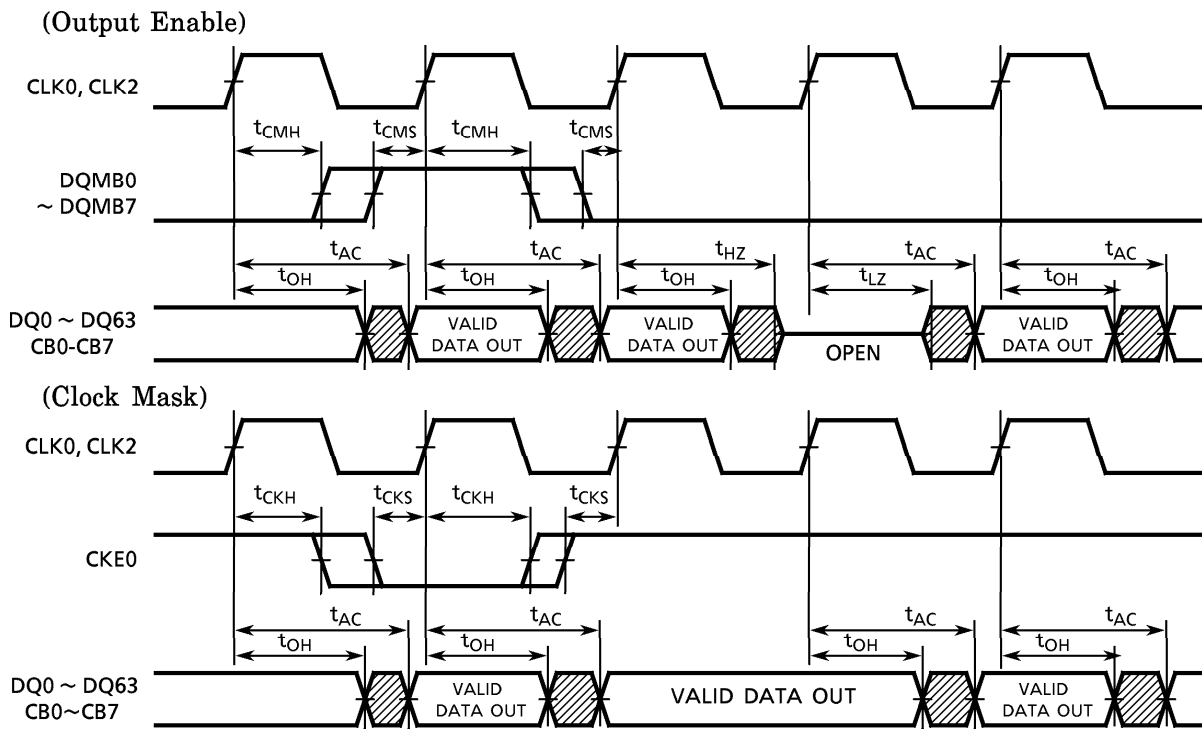 (Output Enable)
CLK0, CLK2
tCMH tCMS tCMH tCMS
DQMB0
~ DQMB7
tAC tAC tHZ tAC tAC
tOH tOH tOH tLZ tOH
DQ0 ~ DQ63
CB0-CB7
VALID
DATA OUT
VALID
DATA OUT
OPEN
VALID
DATA OUT
(Clock Mask)
CLK0, CLK2
tCKH tCKS tCKH tCKS
CKE0
tAC tAC tAC tAC
tOH tOH tOH tOH
DQ0 ~ DQ63
CB0~CB7
VALID
DATA OUT
VALID DATA OUT
VALID
DATA OUT